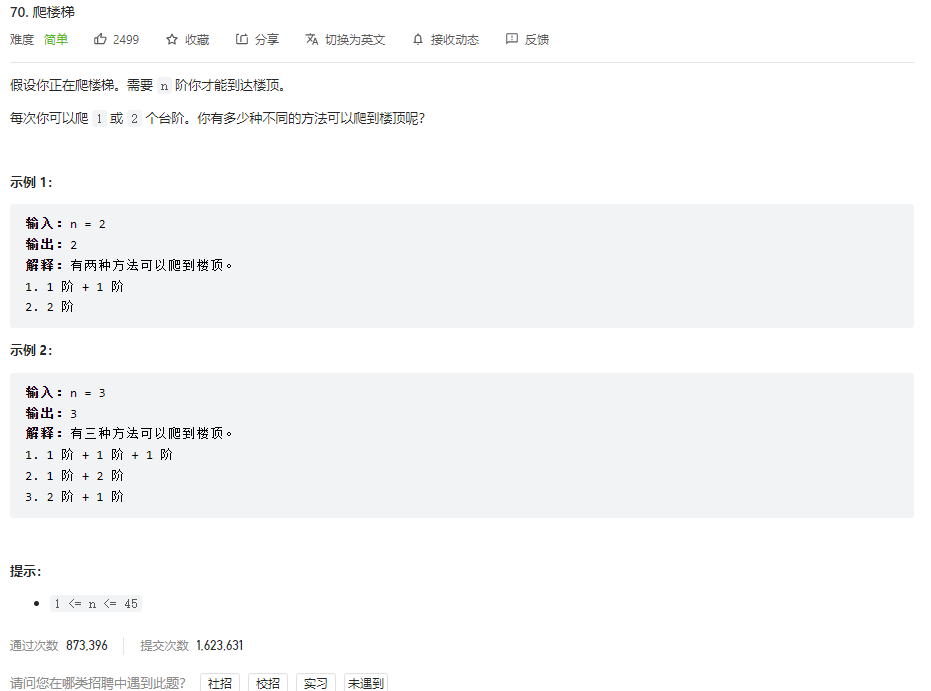 70. 爬楼梯
难度 简单 2499 收藏 分享 切换为英文 接收动态 反馈
假设你正在爬楼梯。需要 n 阶你才能到达楼顶。
每次你可以爬 1 或 2 个台阶。你有多少种不同的方法可以爬到楼顶呢？
示例 1：
输入：n = 2
输出：2
解释：有两种方法可以爬到楼顶。
1. 1 阶 + 1 阶
2. 2 阶
示例 2：
输入：n = 3
输出：3
解释：有三种方法可以爬到楼顶。
1. 1 阶 + 1 阶 + 1 阶
2. 1 阶 + 2 阶
3. 2 阶 + 1 阶
提示：
1 <= n <= 45
通过次数 873,396 提交次数 1,623,631
请问您在哪类招聘中遇到此题？ 社招 校招 实习 未遇到